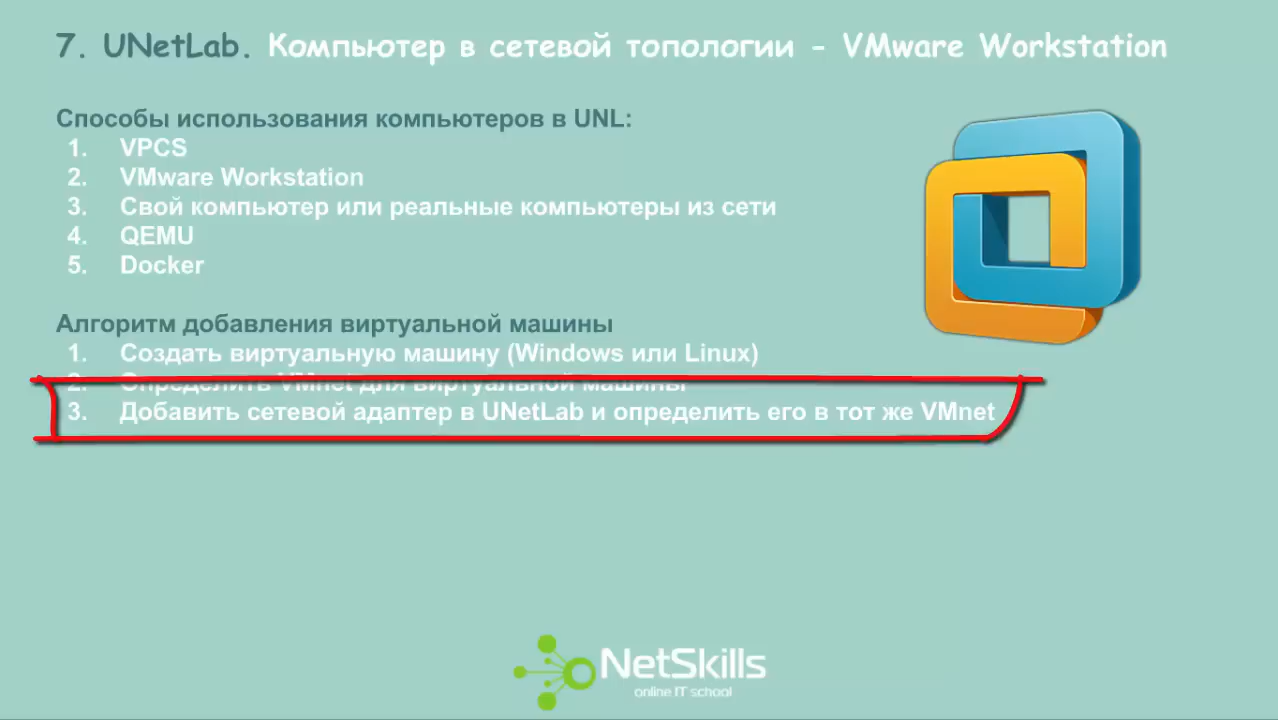 7. UNetLab. Компьютер в сетевой топологии - VMware Workstation
Способы использования компьютеров в UNL:
1. VPCS
2. VMware Workstation
3. Свой компьютер или реальные компьютеры из сети
4. QEMU
5. Docker
Алгоритм добавления виртуальной машины
1. Создать виртуальную машину (Windows или Linux)
2. Определить VMnet для виртуальной машины
3. Добавить сетевой адаптер в UNetLab и определить его в тот же VMnet
NetSkills
online IT school